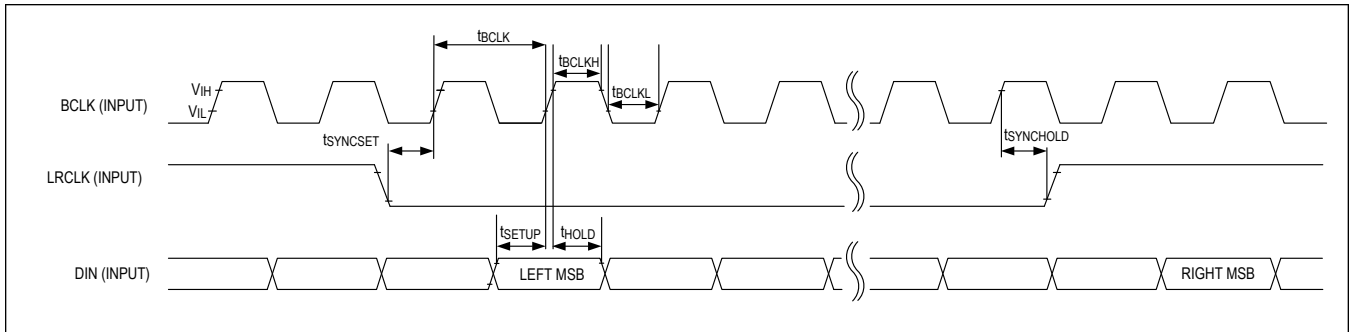 tBCLK
tBCLKH
tBCLKL
VIH
VIL
BCLK (INPUT)
tSYNCSET
tSYNCHOLD
LRCLK (INPUT)
tSETUP
tHOLD
DIN (INPUT)
LEFT MSB
RIGHT MSB